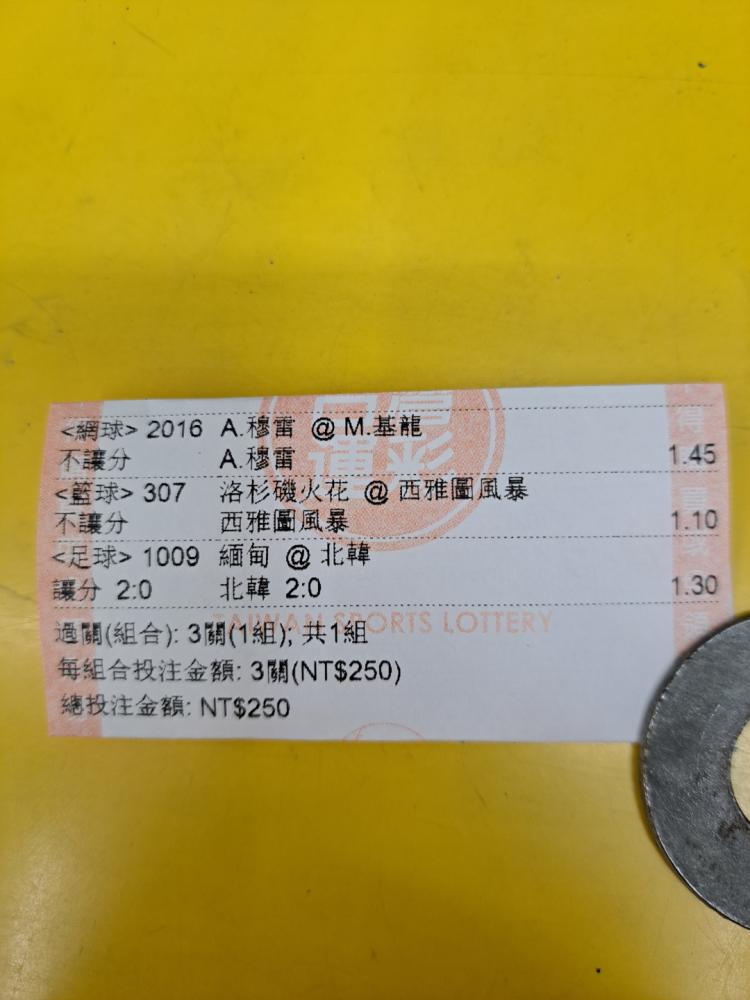 <網球> 2016 A.穆雷 @ M.基龍
不讓分 A.穆雷 1.45
<籃球> 307 洛杉磯火花 @ 西雅圖風暴
不讓分 西雅圖風暴 1.10
<足球> 1009 緬甸 @ 北韓
讓分 2:0 北韓 2:0 1.30
TAIWAN SPORTS LOTTERY
過關(組合): 3關(1組); 共1組
每組合投注金額: 3關(NT$250)
總投注金額: NT$250